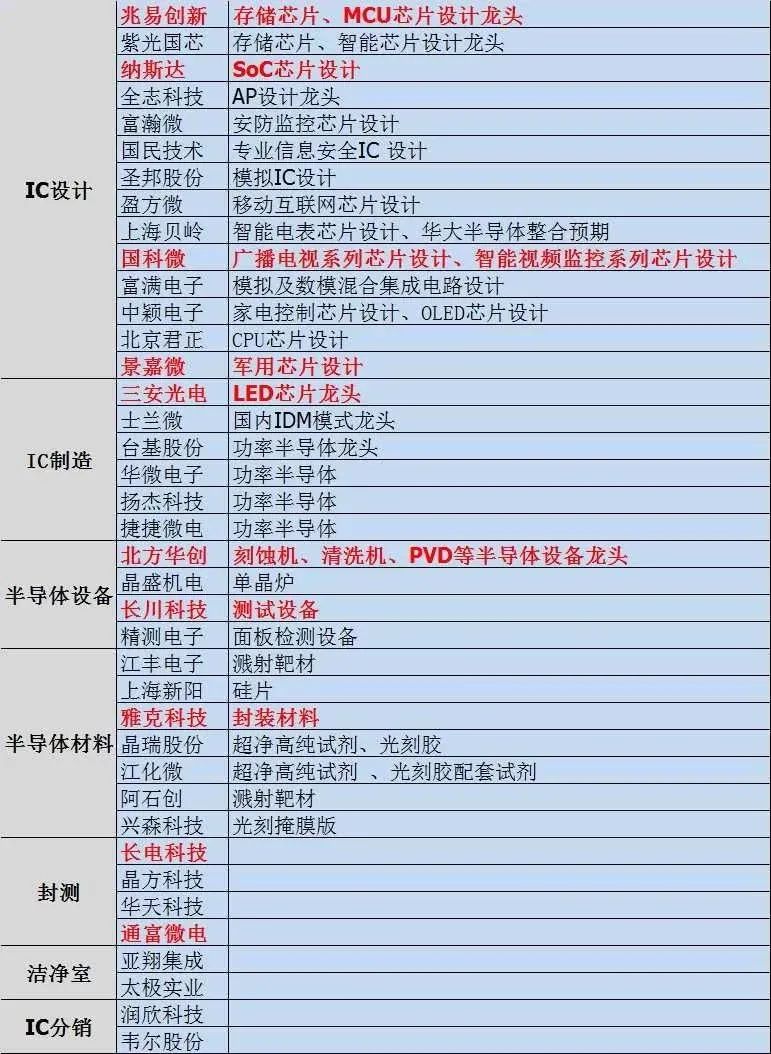 IC设计
兆易创新 存储芯片、MCU芯片设计龙头
紫光国芯 存储芯片、智能芯片设计龙头
纳斯达 SoC芯片设计
全志科技 AP设计龙头
富瀚微 安防监控芯片设计
国民技术 专业信息安全IC 设计
圣邦股份 模拟IC设计
盈方微 移动互联网芯片设计
上海贝岭 智能电表芯片设计、华大半导体整合预期
国科微 广播电视系列芯片设计、智能视频监控系列芯片设计
富满电子 模拟及数模混合集成电路设计
中颖电子 家电控制芯片设计、OLED芯片设计
北京君正 CPU芯片设计
景嘉微 军用芯片设计
IC制造
三安光电 LED芯片龙头
士兰微 国内IDM模式龙头
台基股份 功率半导体龙头
华微电子 功率半导体
扬杰科技 功率半导体
捷捷微电 功率半导体
半导体设备
北方华创 刻蚀机、清洗机、PVD等半导体设备龙头
晶盛机电 单晶炉
长川科技 测试设备
精测电子 面板检测设备
半导体材料
江丰电子 溅射靶材
上海新阳 硅片
雅克科技 封装材料
晶瑞股份 超净高纯试剂、光刻胶
江化微 超净高纯试剂 、光刻胶配套试剂
阿石创 溅射靶材
兴森科技 光刻掩膜版
封测
长电科技
晶方科技
华天科技
通富微电
洁净室
亚翔集成
太极实业
IC分销
润欣科技
韦尔股份